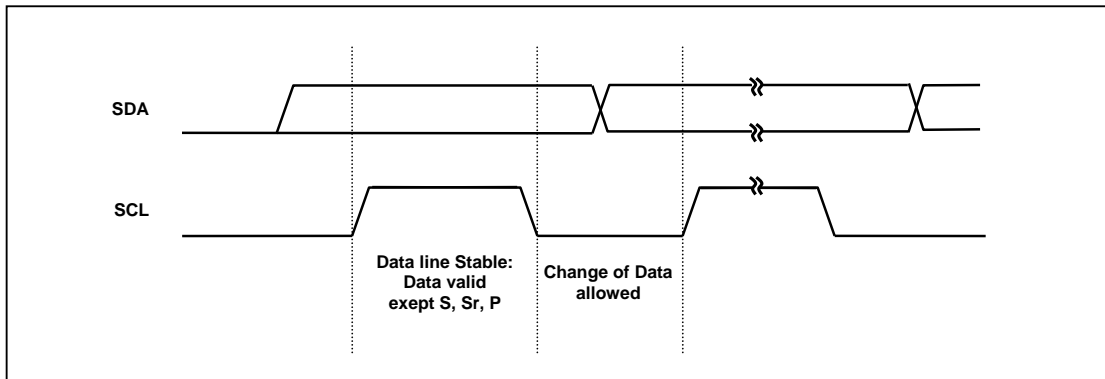 SDA
SCL
Data line Stable:
Data valid
exept S, Sr, P
Change of Data
allowed